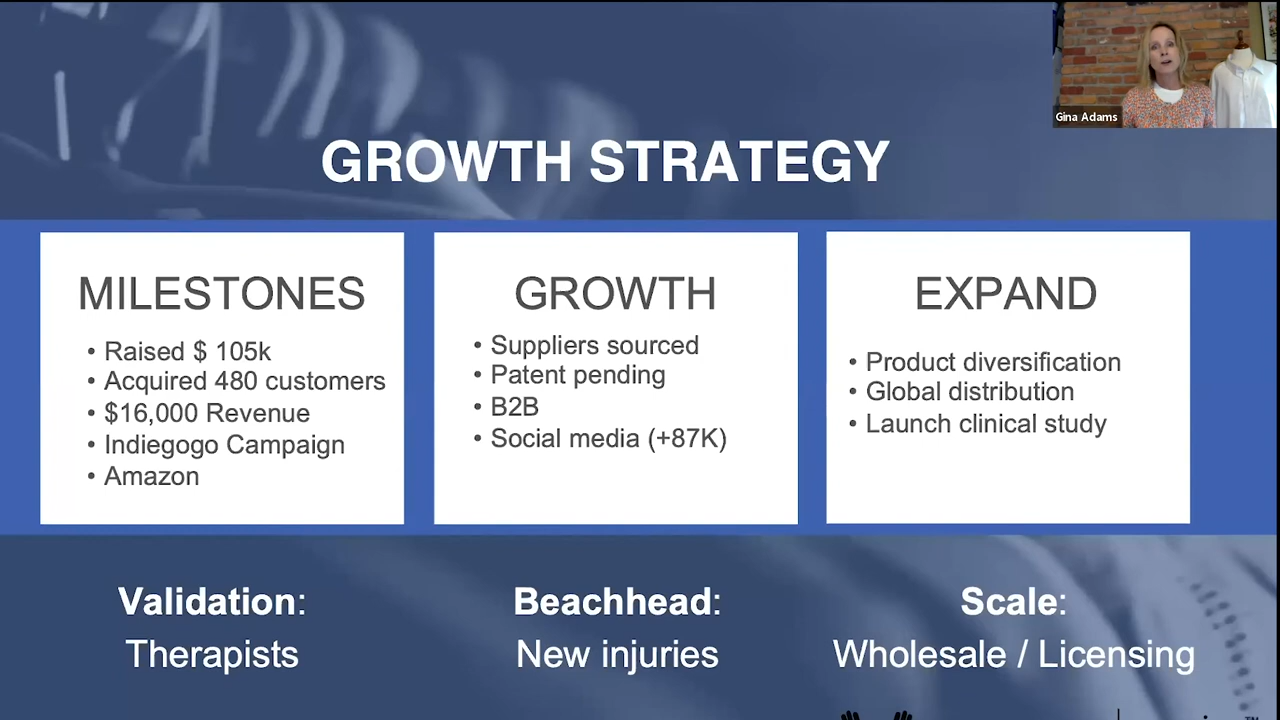 Gina Adams
GROWTH STRATEGY
MILESTONES
• Raised $ 105k
• Acquired 480 customers
• $16,000 Revenue
• Indiegogo Campaign
• Amazon
GROWTH
• Suppliers sourced
• Patent pending
• B2B
• Social media (+87K)
EXPAND
• Product diversification
• Global distribution
• Launch clinical study
Validation:
Therapists
Beachhead:
New injuries
Scale:
Wholesale / Licensing